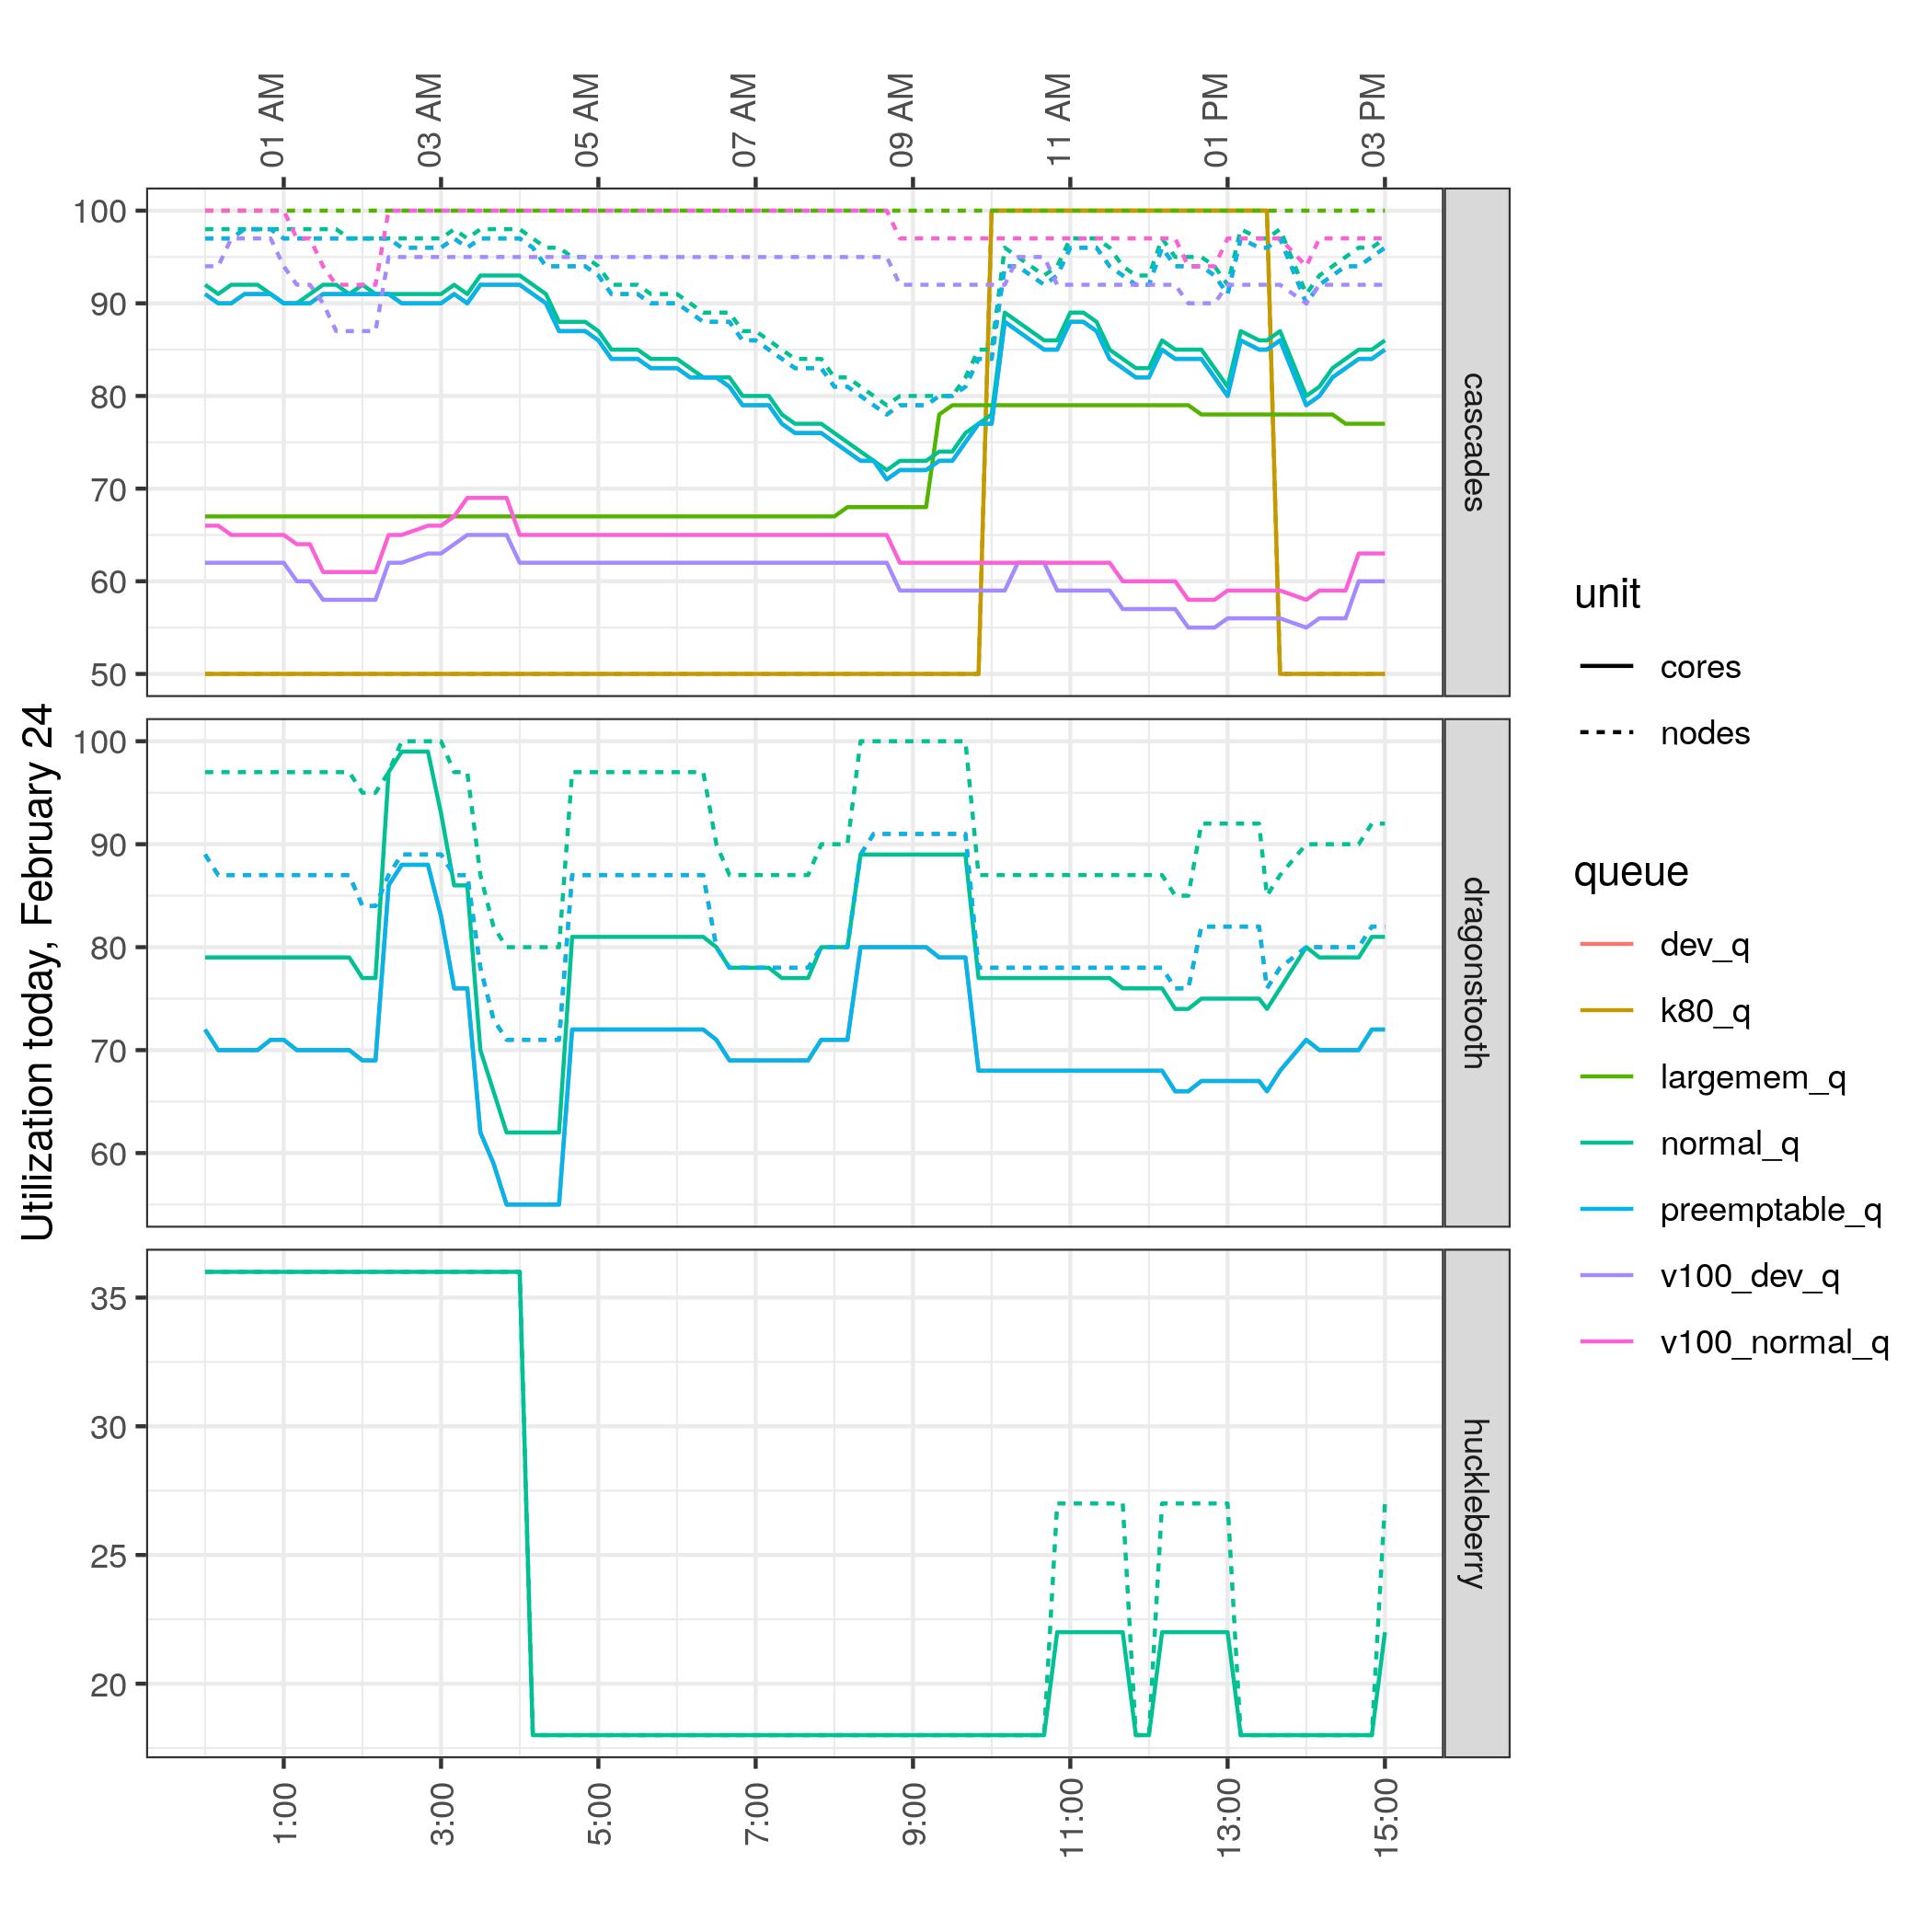 01 AM
03 AM
05 AM
07 AM
09 AM
11 AM
01 PM
03 PM
100
90
80
70
60
50
cascades
100
90
80
70
60
dragonstooth
35
30
25
20
huckleberry
1:00
3:00
5:00
7:00
9:00
11:00
13:00
15:00
Utilization today, February 24
unit
cores
nodes
queue
dev_q
k80_q
largemem_q
normal_q
preemptable_q
v100_dev_q
v100_normal_q